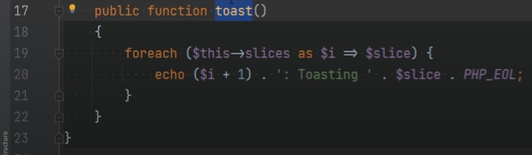 17 public function toast()
18 {
19 foreach ($this->slices as $i => $slice) {
20 echo ($i + 1) . ': Toasting ' . $slice . PHP_EOL;
21 }
22 }
23 }